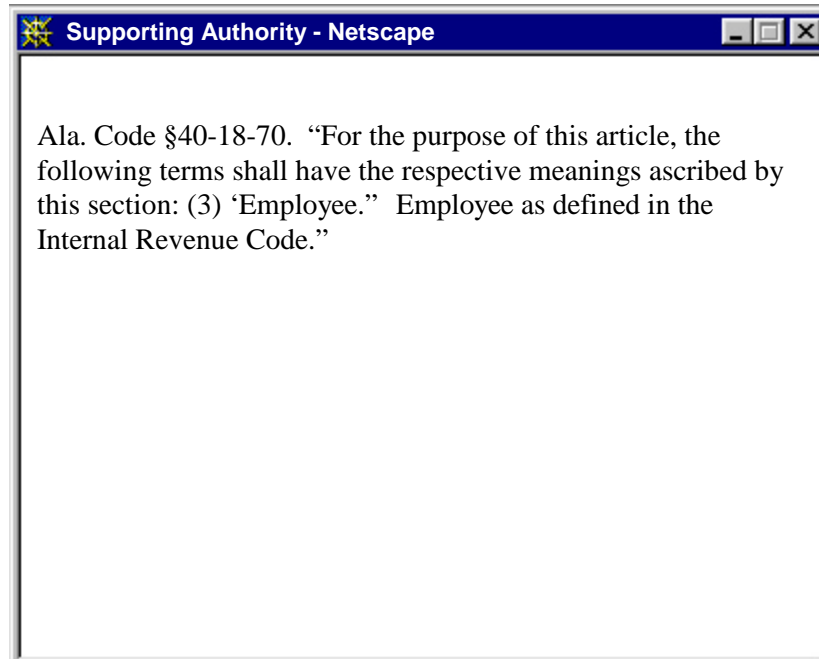 Supporting Authority - Netscape
Ala. Code §40-18-70.  “For the purpose of this article, the
following terms shall have the respective meanings ascribed by
this section: (3) ‘Employee.”  Employee as defined in the
Internal Revenue Code.”